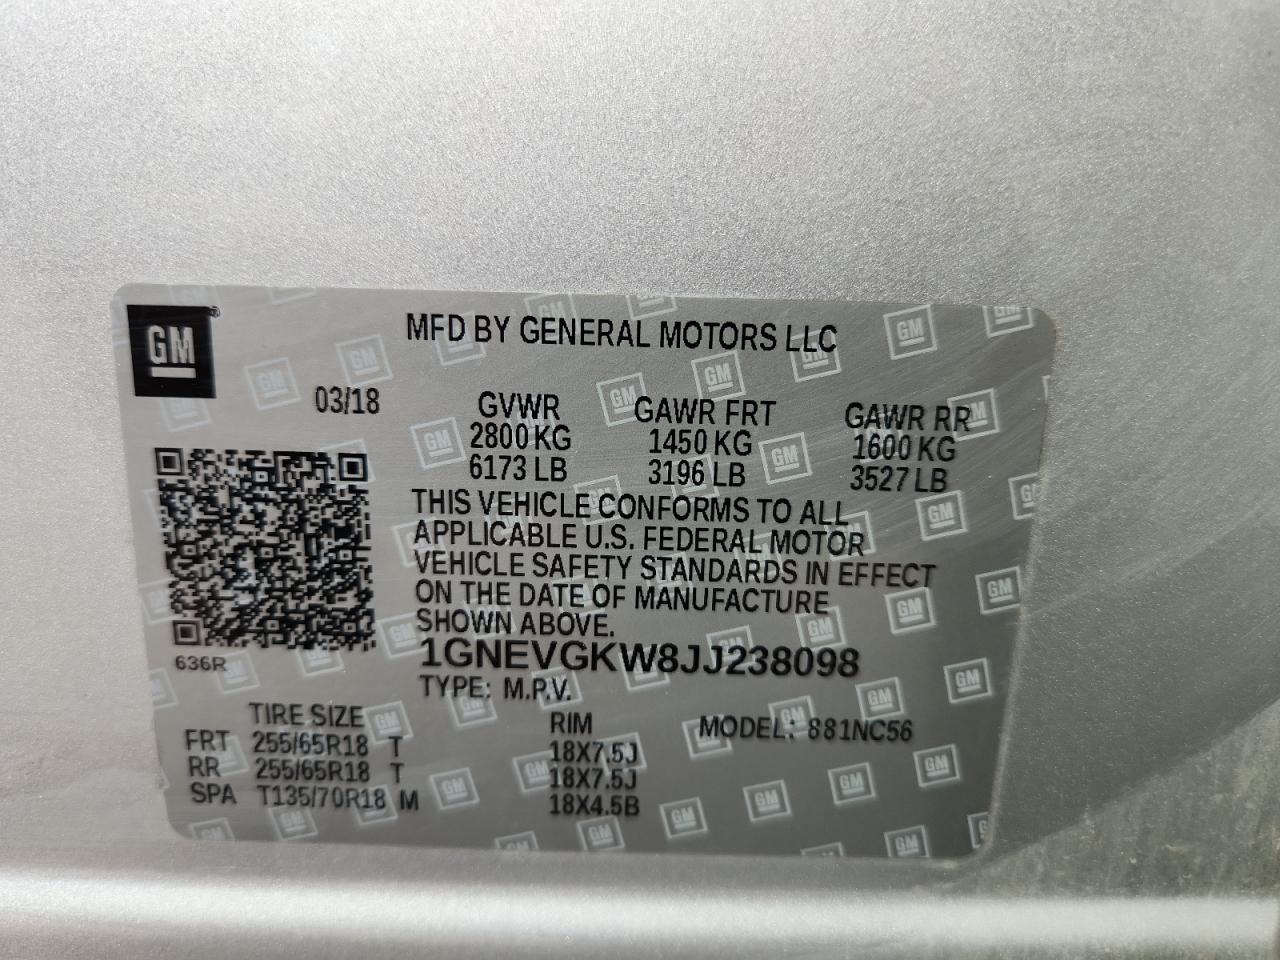 GM
MFD BY GENERAL MOTORS LLC
03/18
GVWR GAWR FRT GAWR RR
2800 KG 1450 KG 1600 KG
6173 LB 3196 LB 3527 LB
THIS VEHICLE CONFORMS TO ALL
APPLICABLE U.S. FEDERAL MOTOR
VEHICLE SAFETY STANDARDS IN EFFECT
ON THE DATE OF MANUFACTURE
SHOWN ABOVE.
636R
1GNEVGKW8JJ238098
TYPE: M.P.V.
TIRE SIZE RIM MODEL: 881NC56
FRT 255/65R18 T 18X7.5J
RR 255/65R18 T 18X7.5J
SPA T135/70R18 M 18X4.5B